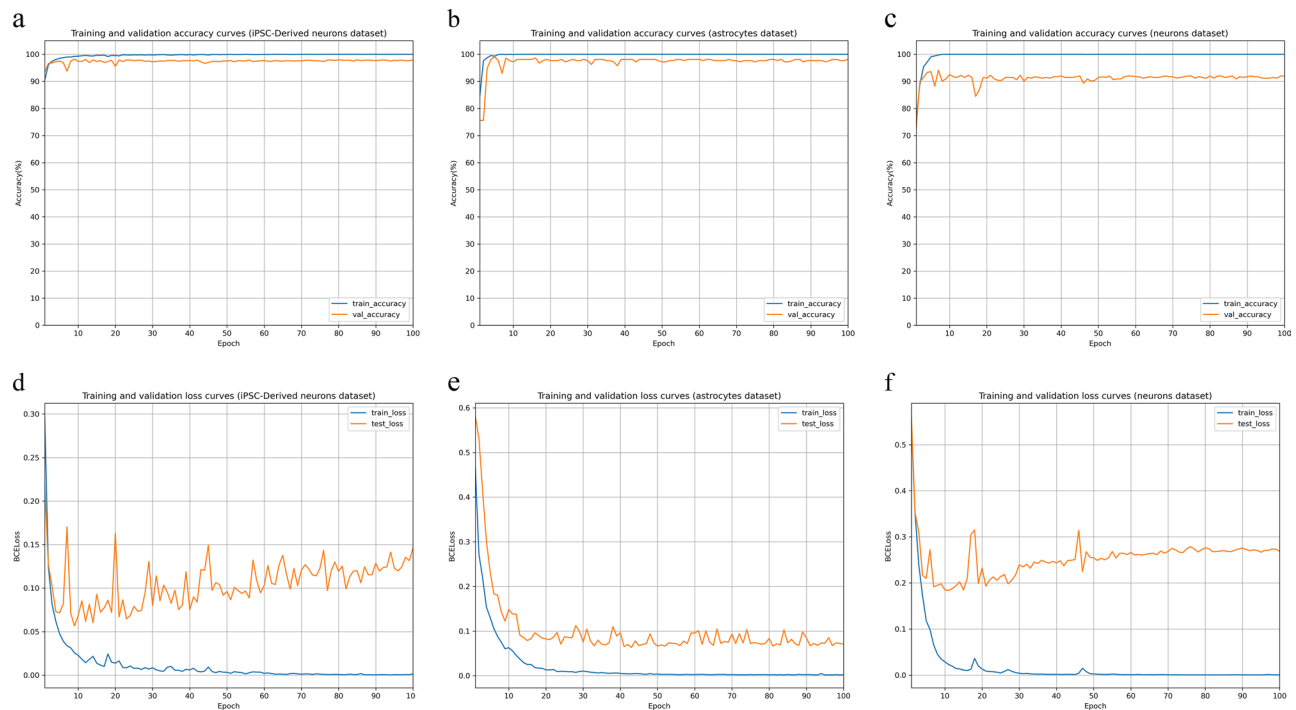 a
Training and validation accuracy curves (iPSC-Derived neurons dataset)
Accuracy(%)
100
90
80
70
60
50
40
30
20
10
0
10 20 30 40 50 60 70 80 90 100
Epoch
train_accuracy
val_accuracy
b
Training and validation accuracy curves (astrocytes dataset)
Accuracy(%)
100
90
80
70
60
50
40
30
20
10
0
10 20 30 40 50 60 70 80 90 100
Epoch
train_accuracy
val_accuracy
c
Training and validation accuracy curves (neurons dataset)
Accuracy(%)
100
90
80
70
60
50
40
30
20
10
0
10 20 30 40 50 60 70 80 90 100
Epoch
train_accuracy
val_accuracy
d
Training and validation loss curves (iPSC-Derived neurons dataset)
BCELoss
0.30
0.25
0.20
0.15
0.10
0.05
0.00
10 20 30 40 50 60 70 80 90 100
Epoch
train_loss
test_loss
e
Training and validation loss curves (astrocytes dataset)
BCELoss
0.6
0.5
0.4
0.3
0.2
0.1
0.0
10 20 30 40 50 60 70 80 90 100
Epoch
train_loss
test_loss
f
Training and validation loss curves (neurons dataset)
BCELoss
0.5
0.4
0.3
0.2
0.1
0.0
10 20 30 40 50 60 70 80 90 100
Epoch
train_loss
test_loss